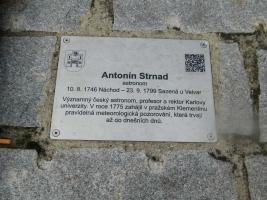 Antonín Strnad
astronom
10. 8. 1746 Náchod – 23. 9. 1799 Sazená u Velvar
Významný český astronom, profesor a rektor Karlovy
univerzity. V roce 1775 zahájil v pražském Klementinu
pravidelná meteorologická pozorování, která trvají
až do dnešních dnů.